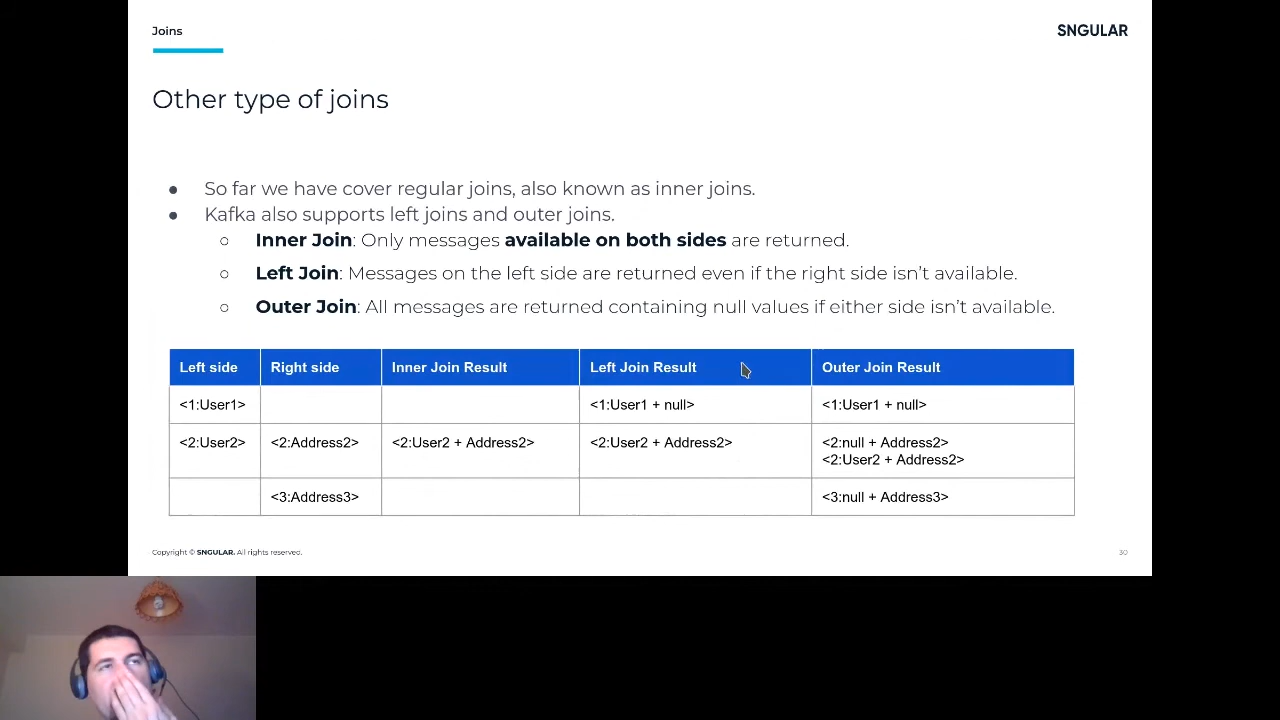 Joins
SNGULAR
Other type of joins
● So far we have cover regular joins, also known as inner joins.
● Kafka also supports left joins and outer joins.
○ Inner Join: Only messages available on both sides are returned.
○ Left Join: Messages on the left side are returned even if the right side isn’t available.
○ Outer Join: All messages are returned containing null values if either side isn’t available.
Left side Right side Inner Join Result Left Join Result Outer Join Result
<1:User1> <1:User1 + null> <1:User1 + null>
<2:User2> <2:Address2> <2:User2 + Address2> <2:User2 + Address2> <2:null + Address2>
<2:User2 + Address2>
<3:Address3> <3:null + Address3>
Copyright © SNGULAR. All rights reserved.
30